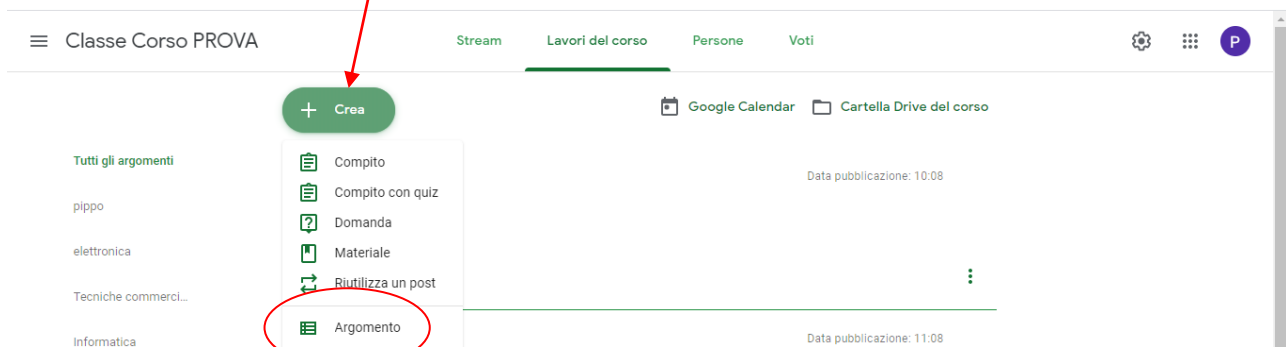 Classe Corso PROVA
Stream Lavori del corso Persone Voti
P
+ Crea
Google Calendar Cartella Drive del corso
Tutti gli argomenti
pippo
elettronica
Tecniche commerci...
Informatica
Compito
Compito con quiz
Domanda
Materiale
Riutilizza un post
Argomento
Data pubblicazione: 10:08
Data pubblicazione: 11:08